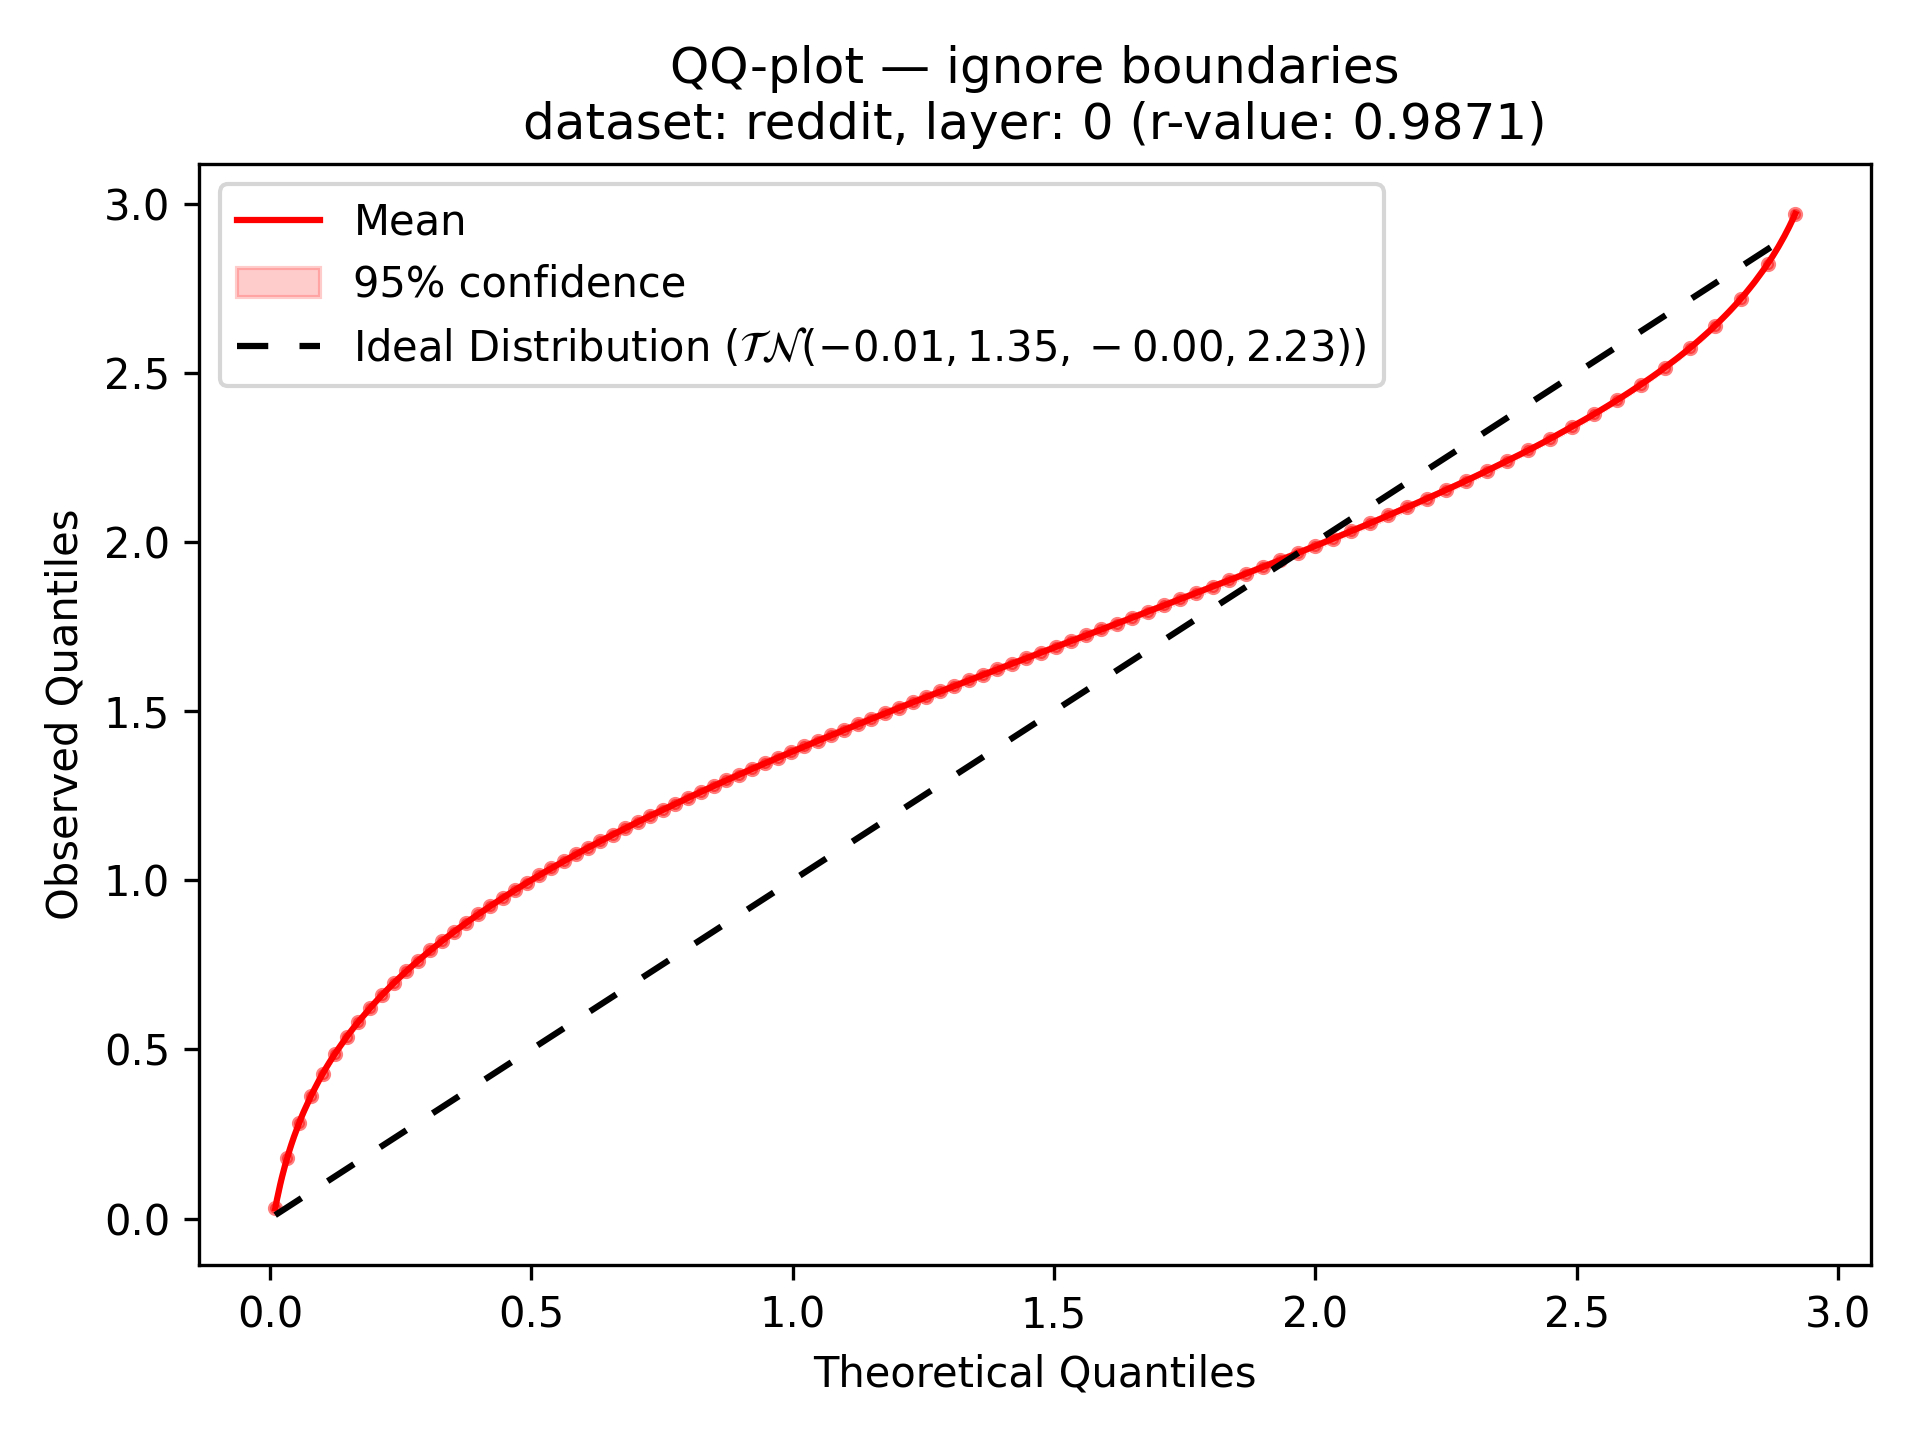 QQ-plot — ignore boundaries
dataset: reddit, layer: 0 (r-value: 0.9871)
Mean
95% confidence
Ideal Distribution (𝒯𝒩(−0.01, 1.35, −0.00, 2.23))
3.0
2.5
2.0
1.5
1.0
0.5
0.0
Observed Quantiles
0.0 0.5 1.0 1.5 2.0 2.5 3.0
Theoretical Quantiles